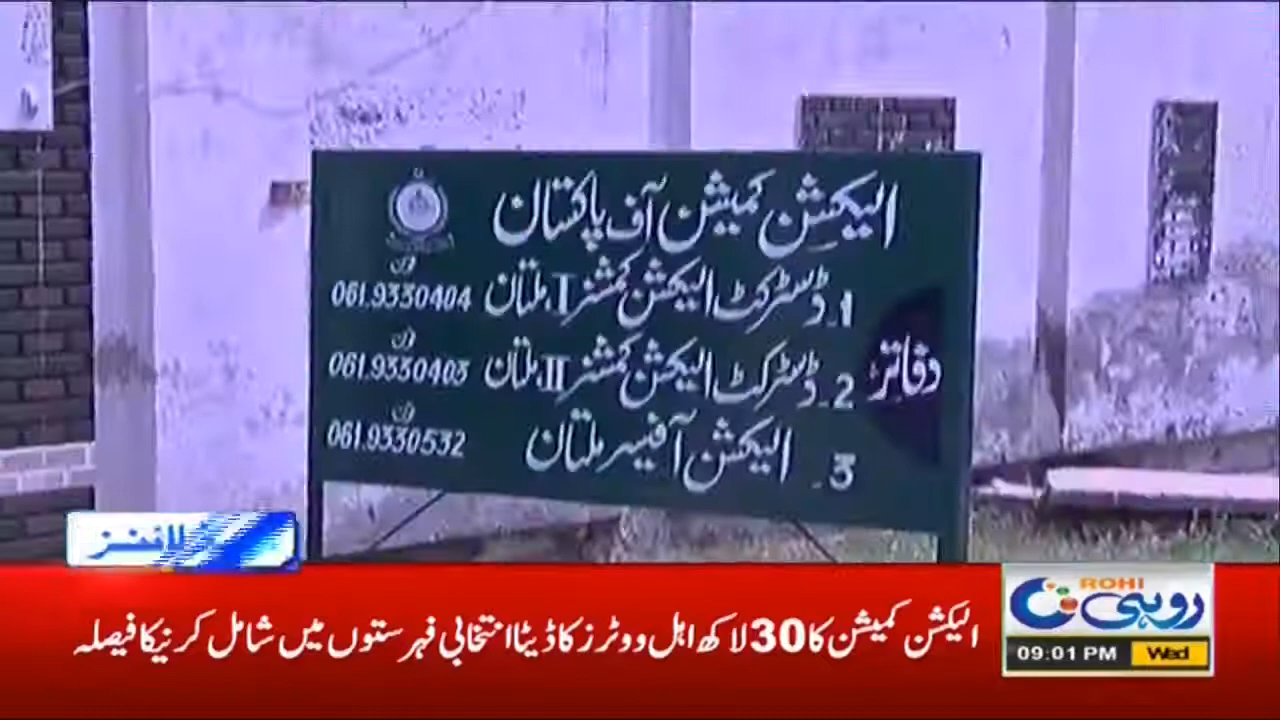 الیکشن کمیشن آف پاکستان
دفاتر
1۔ ڈسٹرکٹ الیکشن کمشنر I، ملتان 061.9330404
2۔ ڈسٹرکٹ الیکشن کمشنر II، ملتان 061.9330403
3۔ الیکشن آفیسر ملتان 061.9330532
لائنز
الیکشن کمیشن کا 30 لاکھ اہل ووٹرز کا ڈیٹا انتخابی فہرستوں میں شامل کرنیکا فیصلہ
ROHI
روہی
09:01 PM Wed